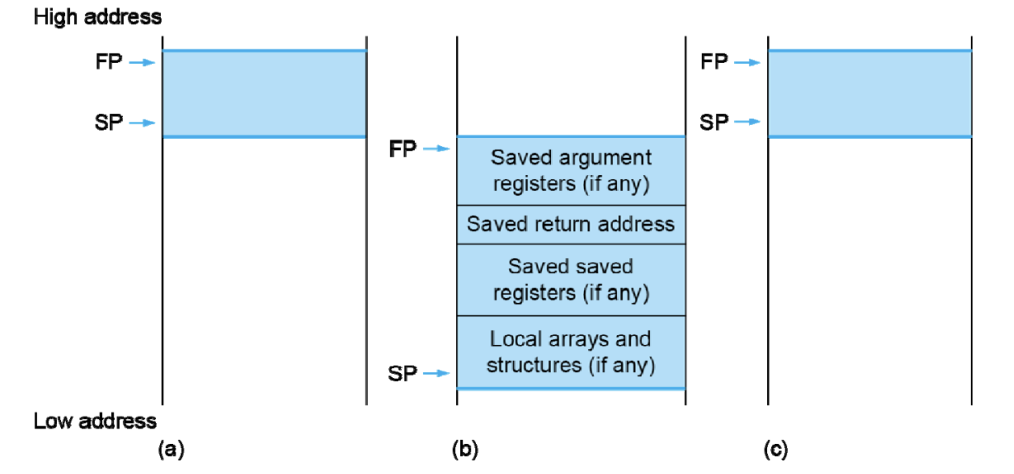 High address
FP
SP
FP
SP
FP
Saved argument
registers (if any)
Saved return address
Saved saved
registers (if any)
Local arrays and
structures (if any)
SP
Low address
(a)
(b)
(c)